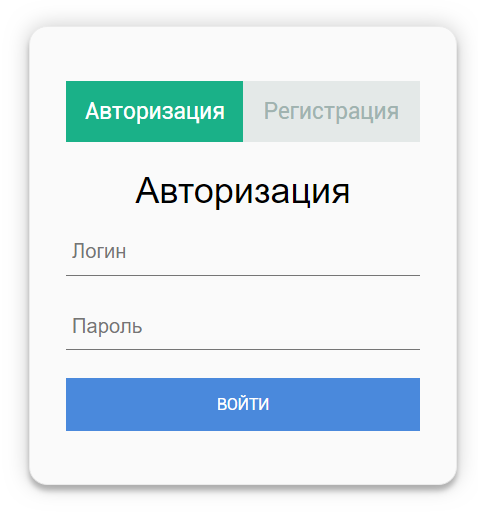 Авторизация Регистрация
Авторизация
Логин
Пароль
ВОЙТИ